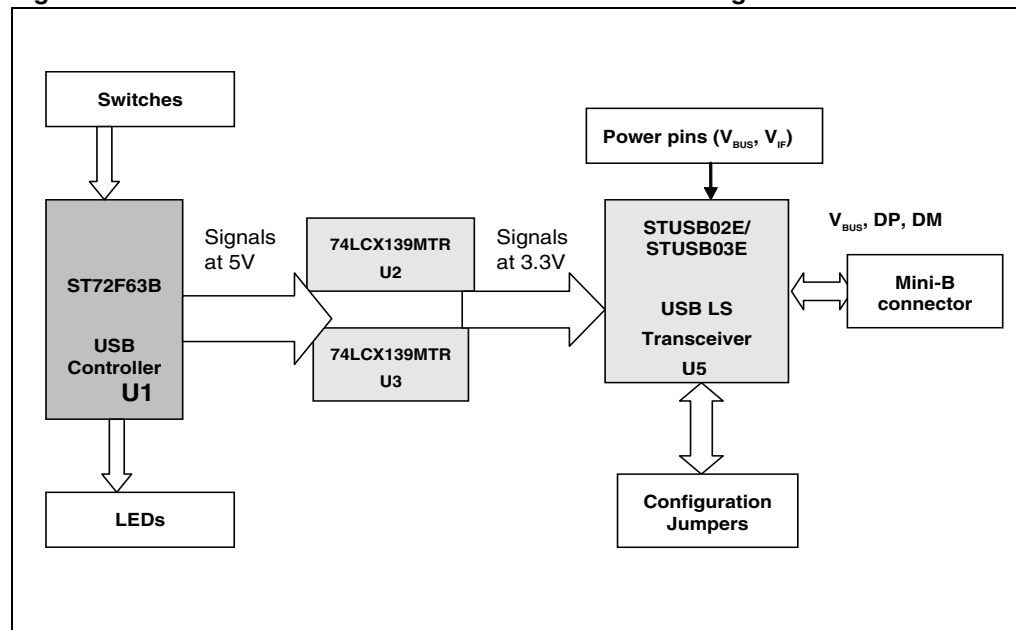 Switches
Power pins (VBUS, VIF)
ST72F63B
USB
Controller
U1
Signals
at 5V
74LCX139MTR
U2
74LCX139MTR
U3
Signals
at 3.3V
STUSB02E/
STUSB03E
USB LS
Transceiver
U5
VBUS, DP, DM
Mini-B
connector
LEDs
Configuration
Jumpers